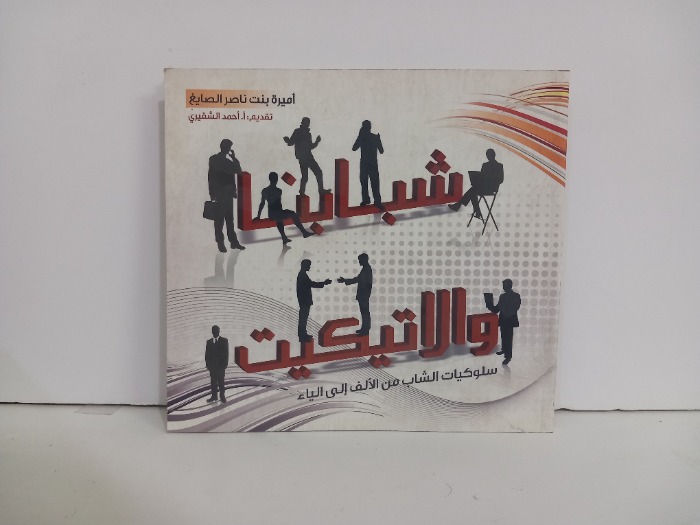 أميرة بنت ناصر الصايغ
تقديم: أ. أحمد الشقيري
شبابنا
والاتيكيت
سلوكيات الشاب من الألف إلى الياء